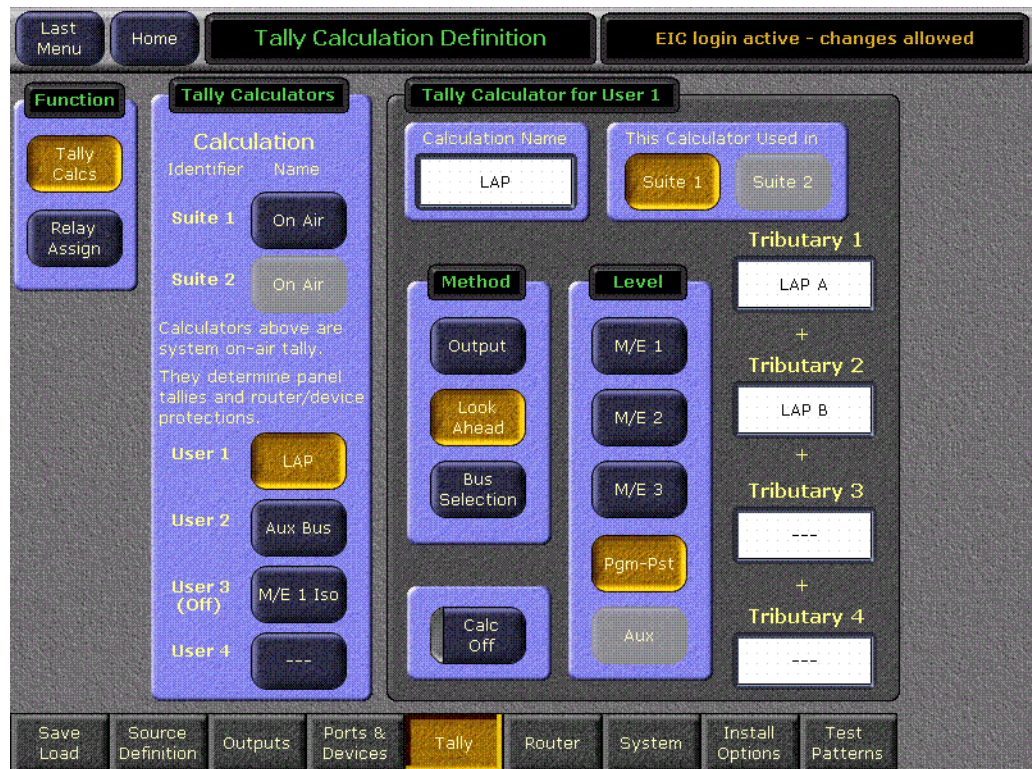 Last
Menu
Home
Tally Calculation Definition
EIC login active - changes allowed
Function
Tally
Calcs
Relay
Assign
Tally Calculators
Calculation
Identifier Name
Suite 1 On Air
Suite 2 On Air
Calculators above are
system on-air tally.
They determine panel
tallies and router/device
protections.
User 1 LAP
User 2 Aux Bus
User 3
(Off)
M/E 1 Iso
User 4 ---
Tally Calculator for User 1
Calculation Name
LAP
This Calculator Used in
Suite 1 Suite 2
Method
Output
Look
Ahead
Bus
Selection
Calc
Off
Level
M/E 1
M/E 2
M/E 3
Pgm-Pst
Aux
Tributary 1
LAP A
+
Tributary 2
LAP B
+
Tributary 3
---
+
Tributary 4
---
Save
Load
Source
Definition
Outputs
Ports &
Devices
Tally
Router
System
Install
Options
Test
Patterns